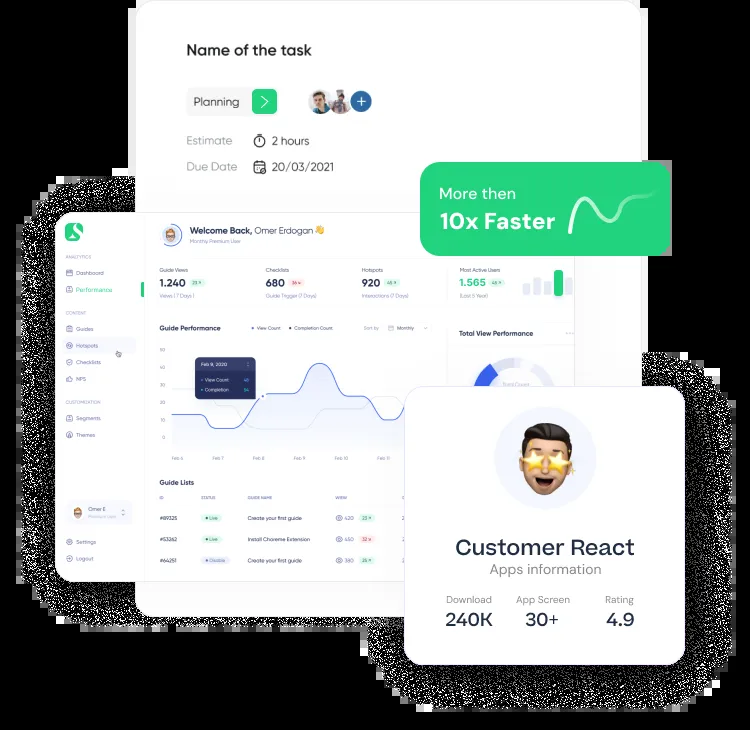 Name of the task
Planning
Estimate 2 hours
Due Date 20/03/2021
More then
10x Faster
Welcome Back, Omer Erdogan 👋
Monthly Premium User
ANALYTICS
Dashboard
Performance
CONTENT
Guides
Hotspots
Checklists
MPS
CUSTOMISATION
Segments
Themes
Omer E
Settings
Logout
Guide Views
1.240
Views (7 Days)
Checklists
680
Guide Trigger (7 Days)
Hotspots
920
Interactions (7 Days)
Most Active Users
1.565
(Last 5 Year)
Guide Performance View Count Completion Count Sort by Monthly
50
40
30
20
10
0
Feb 9, 2020
View Count
Completion
Feb 6 Feb 7 Feb 8 Feb 9 Feb 10 Feb 11
Total View Performance
Guide Lists
ID STATUS GUIDE NAME VIEW
#89325 Live Create your first guide 420
#53262 Live Install Choreme Extension 450
#64251 Disable Create your first guide 380
Customer React
Apps information
Download App Screen Rating
240K 30+ 4.9